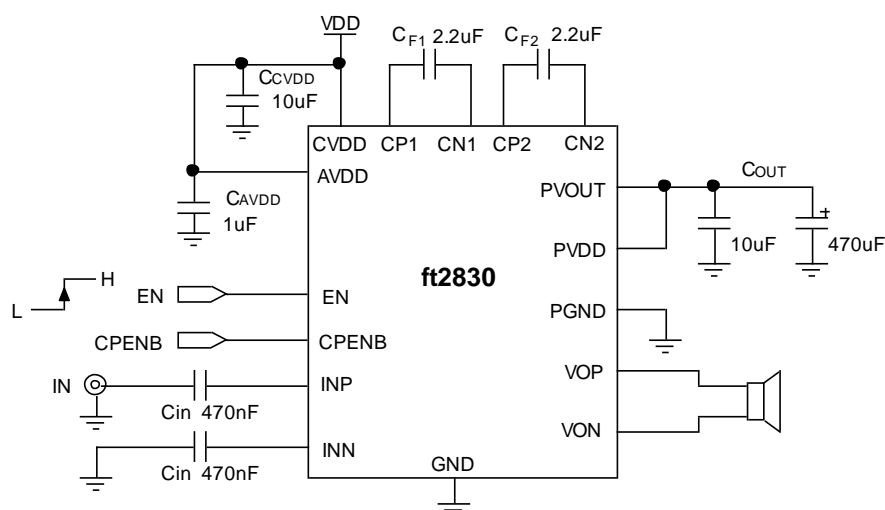 VDD
CF1 2.2uF
CF2 2.2uF
CCVDD
10uF
CVDD
CP1
CN1
CP2
CN2
AVDD
CAVDD
1uF
PVOUT
COUT
10uF
+
470uF
PVDD
ft2830
H
L
EN
EN
PGND
CPENB
CPENB
IN
INP
Cin 470nF
VOP
INN
Cin 470nF
VON
GND